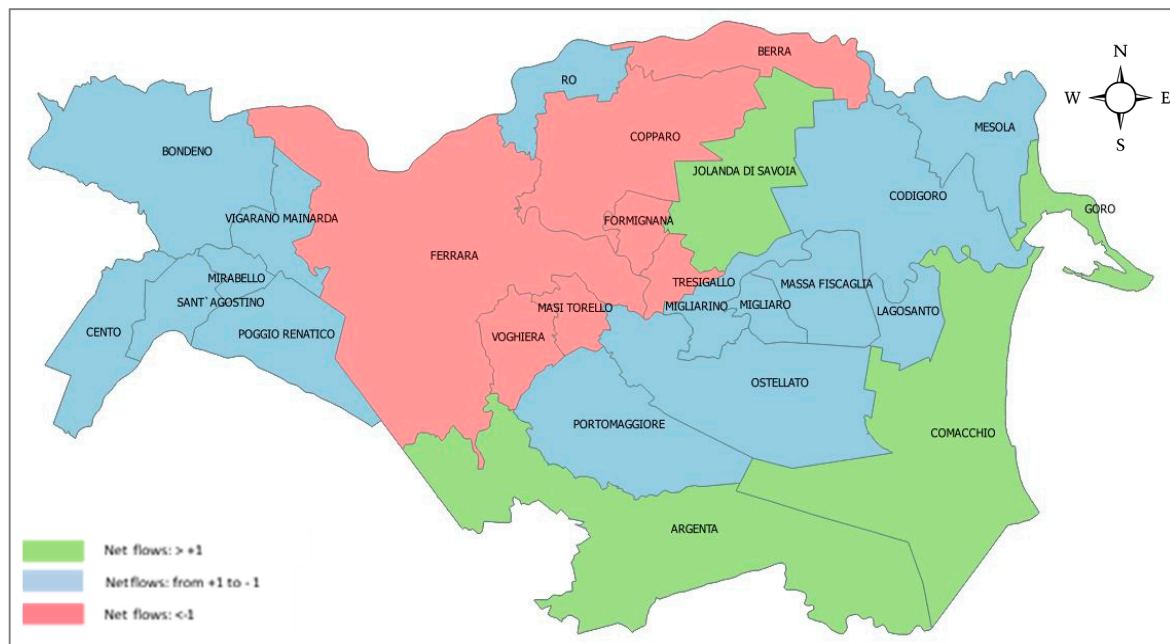 BERRA
N
RO
W
E
S
COPPARO
MESOLA
BONDENO
JOLANDA DI SAVOIA
CODIGORO
GORO
VIGARANO MAINARDA
FORMIGNANA
FERRARA
MIRABELLO
TRESIGALLO
MASSA FISCAGLIA
SANT`AGOSTINO
MASI TORELLO
MIGLIARINO
MIGLIARO
LAGOSANTO
CENTO
POGGIO RENATICO
VOGHIERA
OSTELLATO
PORTOMAGGIORE
COMACCHIO
ARGENTA
Net flows: > +1
Netflows: from +1 to - 1
Net flows: <-1